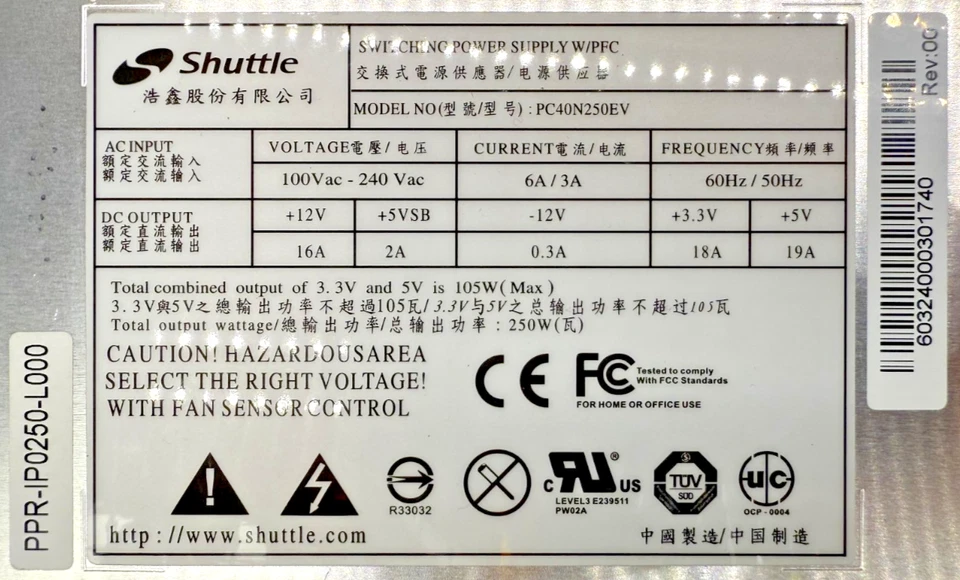 Shuttle
浩鑫股份有限公司
SWITCHING POWER SUPPLY W/PFC
交換式電源供應器/电源供应器
MODEL NO(型號/型号) : PC40N250EV
AC INPUT
額定交流輸入
额定交流输入
VOLTAGE電壓/电压
CURRENT電流/电流
FREQUENCY頻率/频率
100Vac - 240 Vac
6A / 3A
60Hz / 50Hz
DC OUTPUT
額定直流輸出
额定直流输出
+12V
+5VSB
-12V
+3.3V
+5V
16A
2A
0.3A
18A
19A
Total combined output of 3.3V and 5V is 105W(Max)
3.3V與5V之總輸出功率不超過105瓦/3.3V与5V之总输出功率不超过105瓦
Total output wattage/總輸出功率/总输出功率 : 250W(瓦)
CAUTION! HAZARDOUSAREA
SELECT THE RIGHT VOLTAGE!
WITH FAN SENSOR CONTROL
CE
FC
Tested to comply
With FCC Standards
FOR HOME OR OFFICE USE
R33032
c RU ® US
LEVEL3 E239511
PW02A
TUV
SUD
UC
OCP - 0004
http://www.shuttle.com
中國製造/中国制造
PPR-IP0250-L000
Rev:00
60324000301740